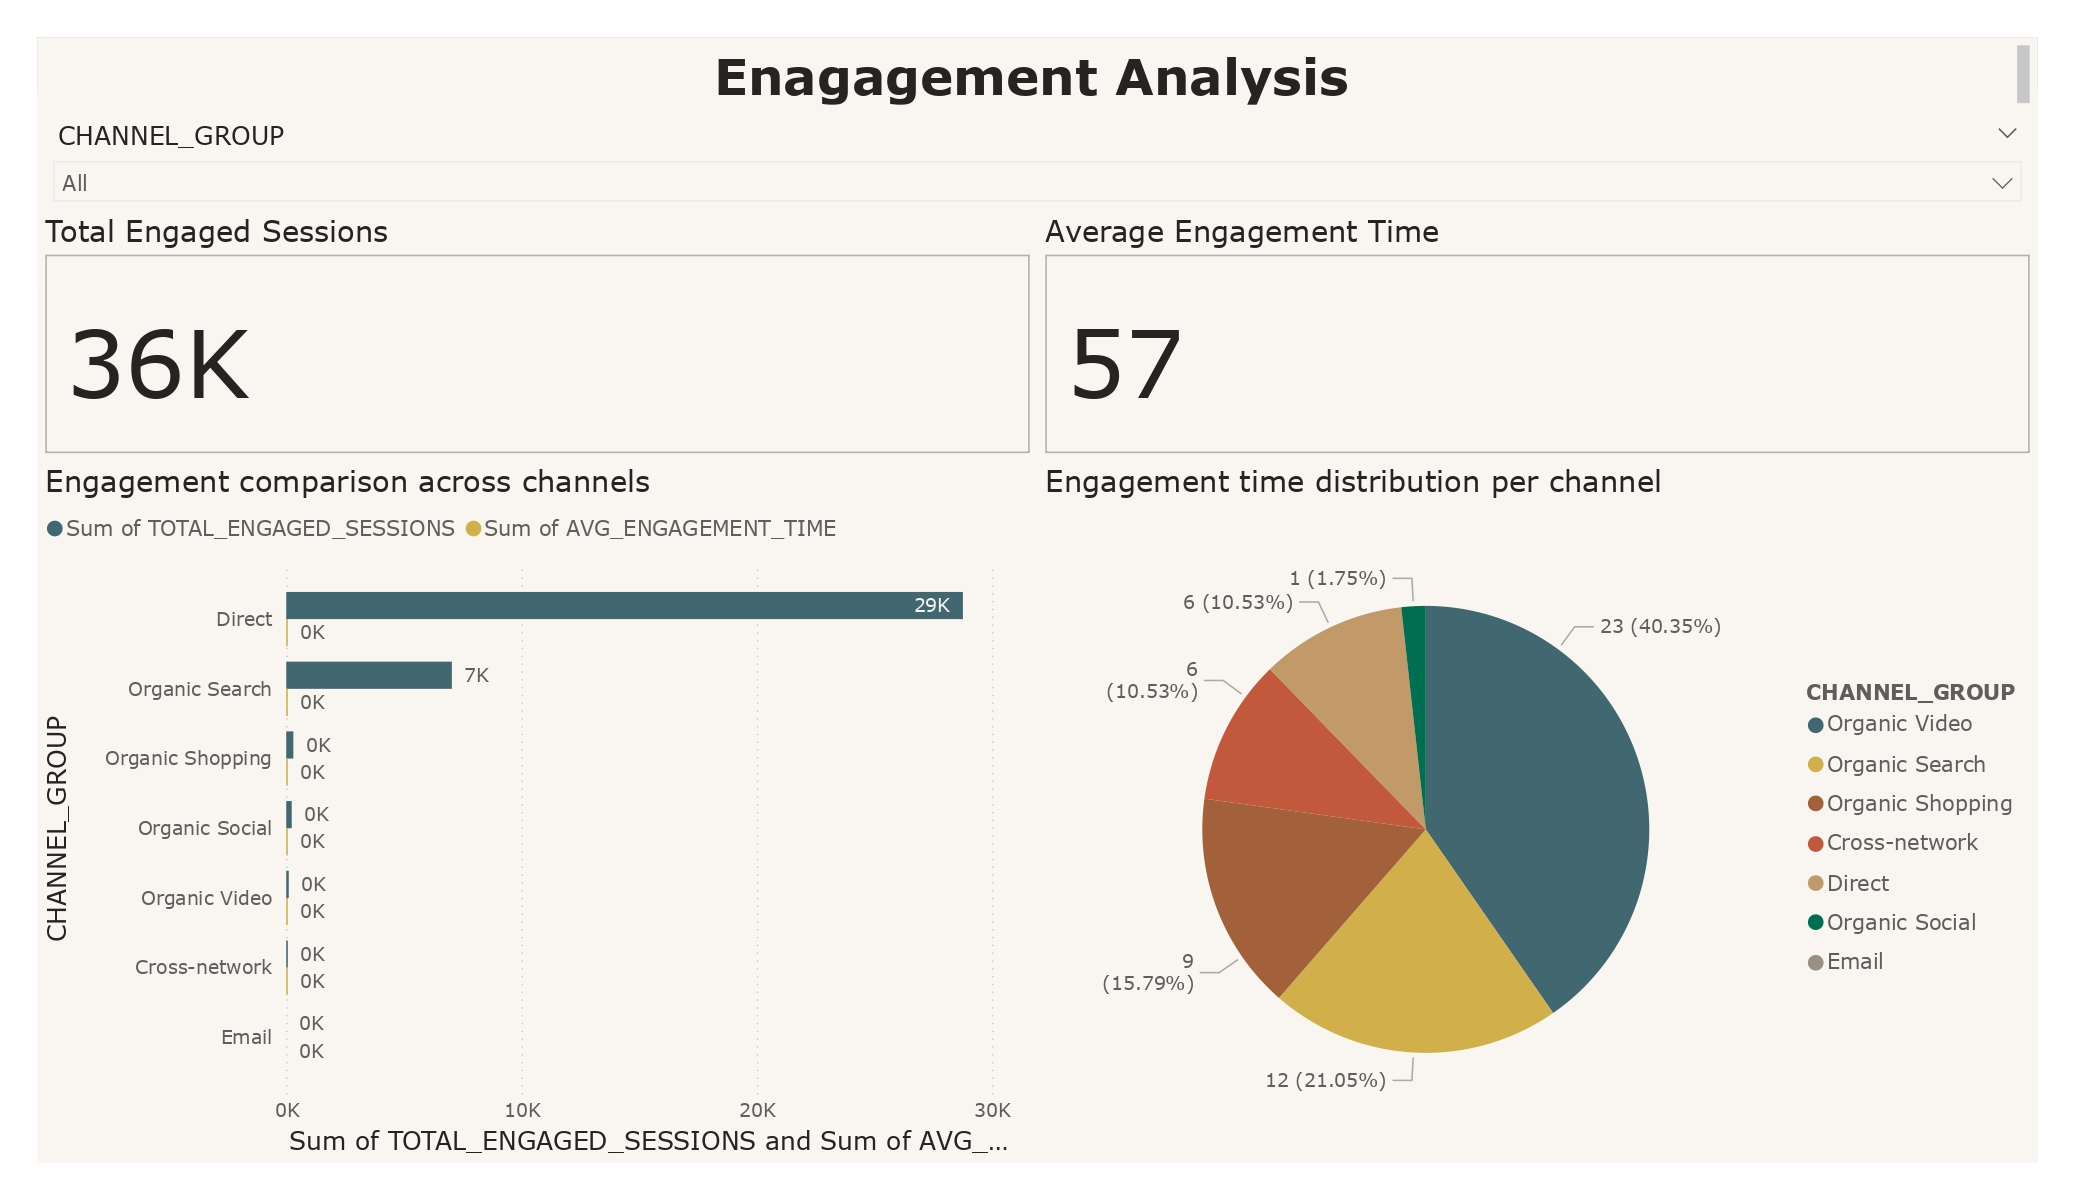 Enagagement Analysis
CHANNEL_GROUP
All
Total Engaged Sessions
36K
Average Engagement Time
57
Engagement comparison across channels
Sum of TOTAL_ENGAGED_SESSIONS Sum of AVG_ENGAGEMENT_TIME
CHANNEL_GROUP
Direct
29K
0K
Organic Search
7K
0K
Organic Shopping
0K
0K
Organic Social
0K
0K
Organic Video
0K
0K
Cross-network
0K
0K
Email
0K
0K
0K 10K 20K 30K
Sum of TOTAL_ENGAGED_SESSIONS and Sum of AVG_...
Engagement time distribution per channel
1 (1.75%)
6 (10.53%)
23 (40.35%)
6
(10.53%)
9
(15.79%)
12 (21.05%)
CHANNEL_GROUP
Organic Video
Organic Search
Organic Shopping
Cross-network
Direct
Organic Social
Email